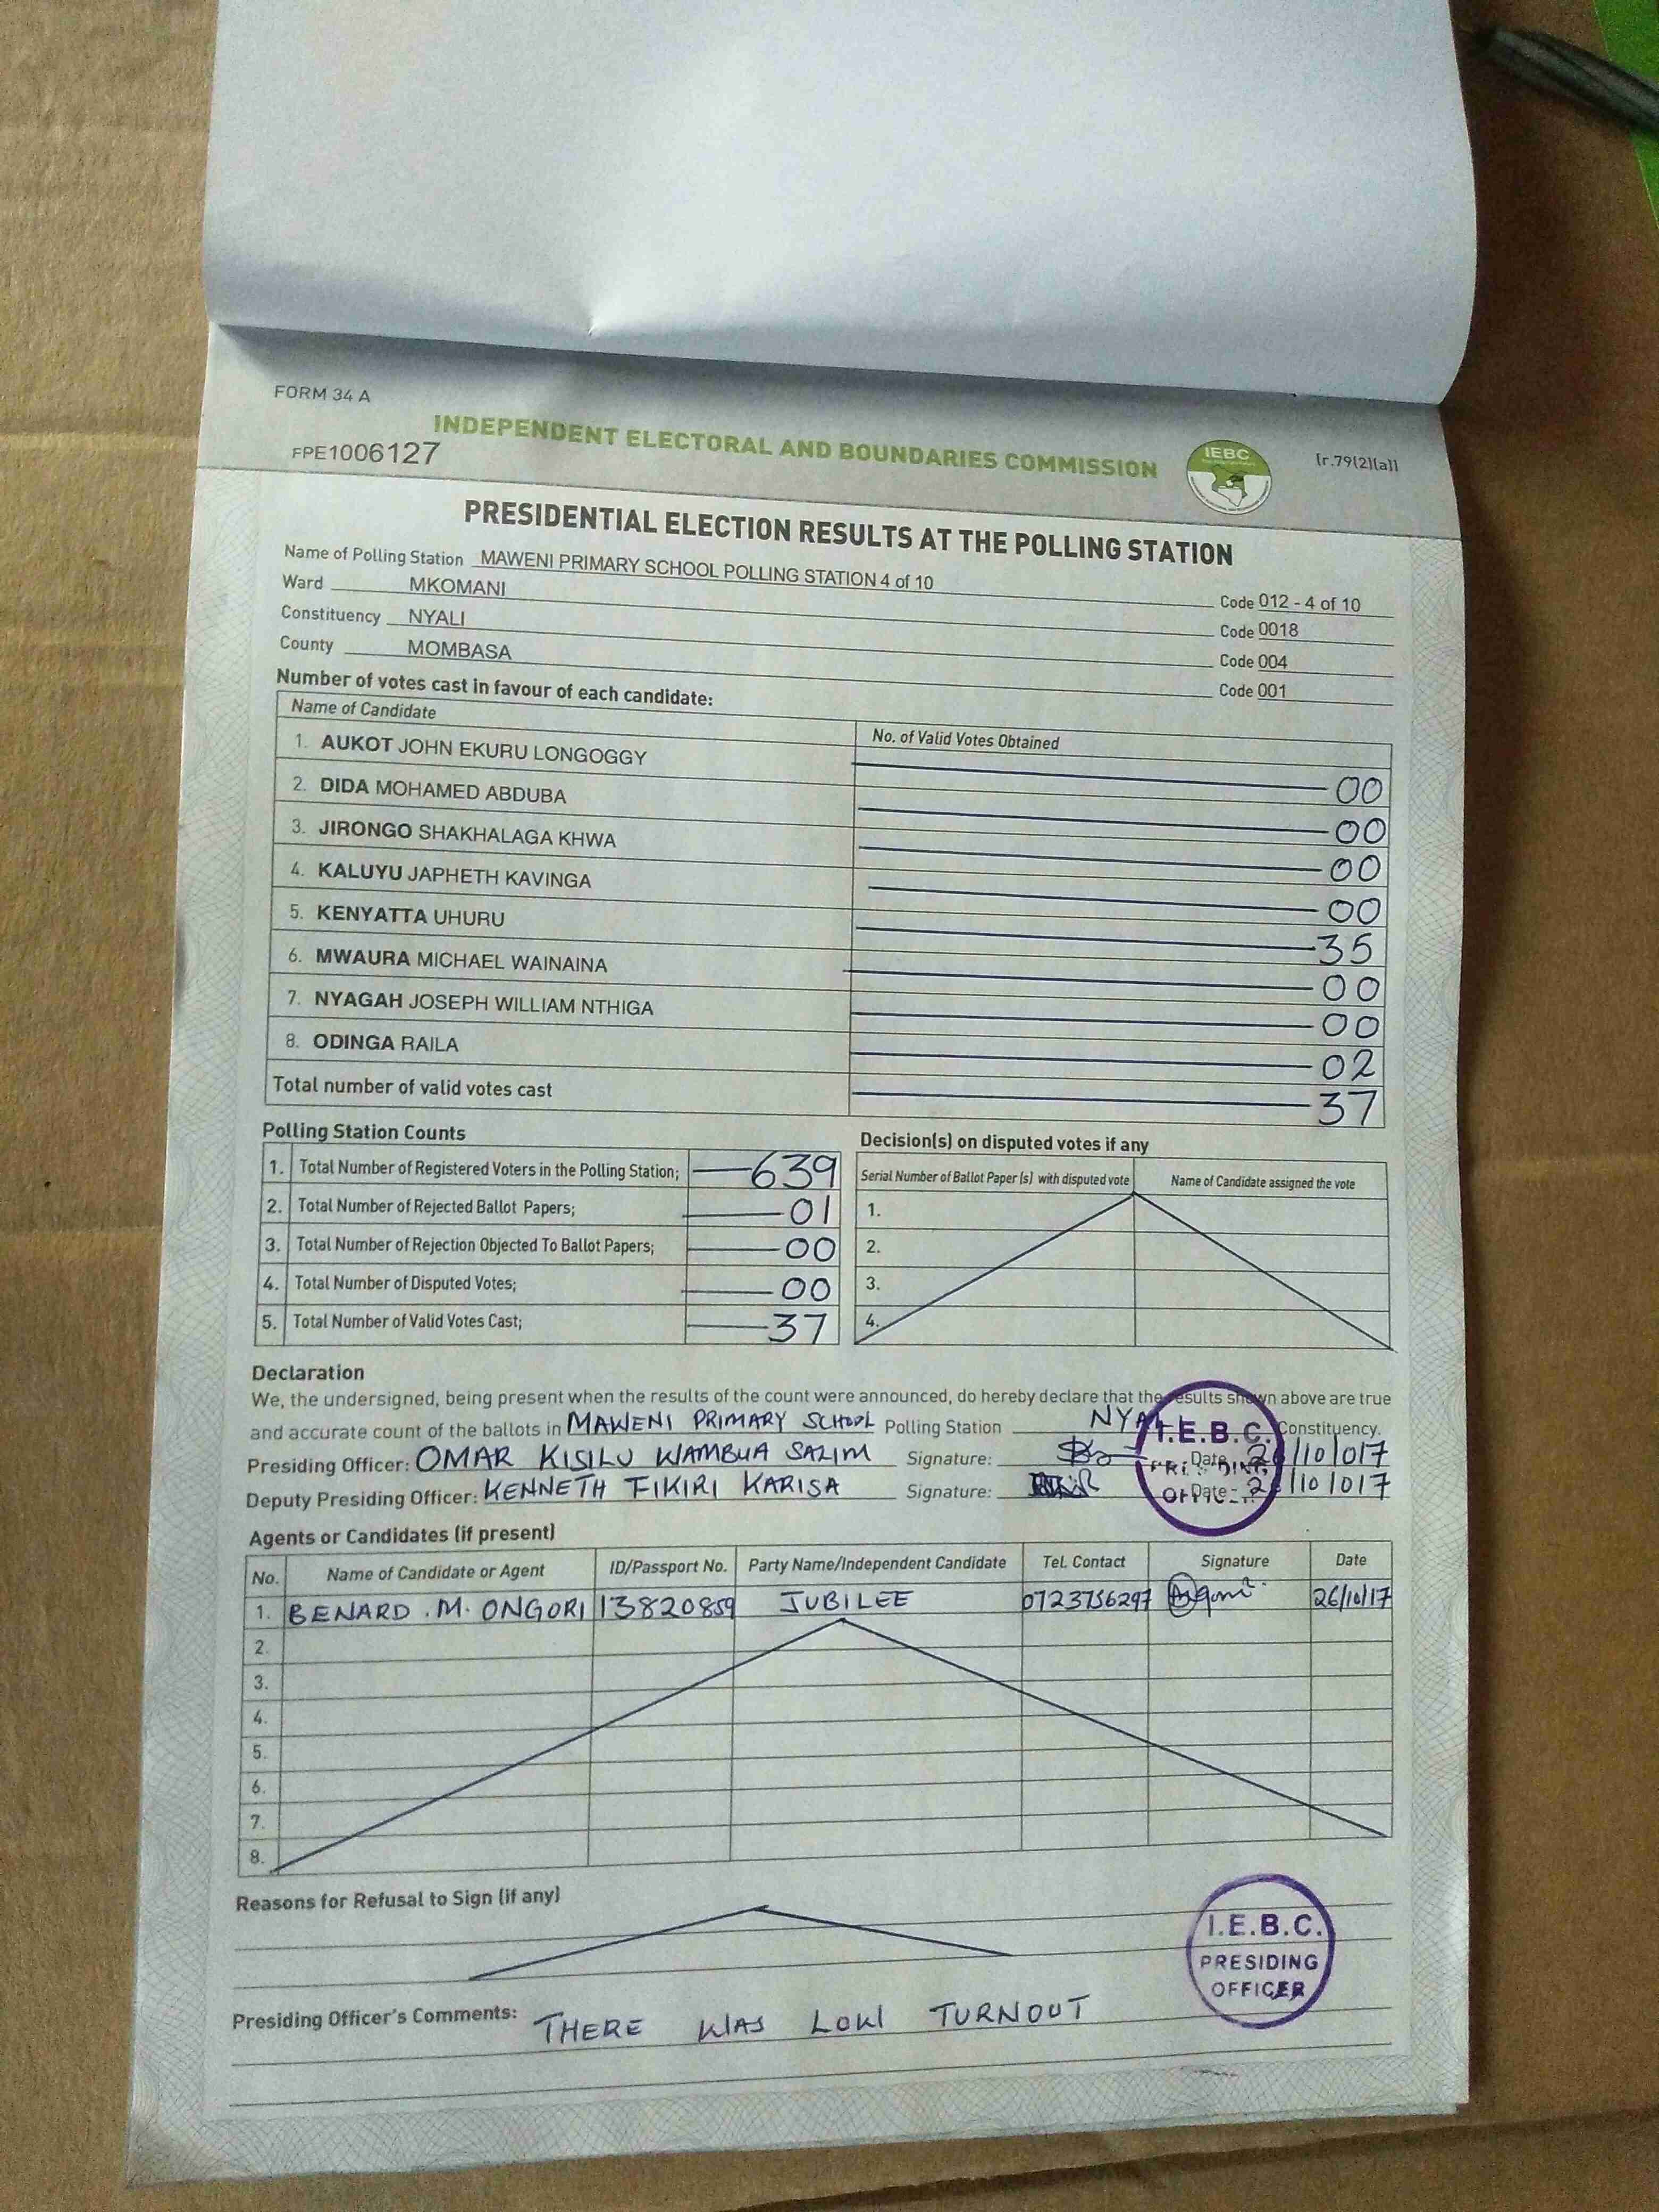 FORM 34 A
INDEPENDENT ELECTORAL AND BOUNDARIES COMMISSION
IEBC
[r.79(2)(a)]
FPE1006127
PRESIDENTIAL ELECTION RESULTS AT THE POLLING STATION
Name of Polling Station MAWENI PRIMARY SCHOOL POLLING STATION 4 of 10 Code 012 - 4 of 10
Ward MKOMANI Code 0018
Constituency NYALI Code 004
County MOMBASA Code 001
Number of votes cast in favour of each candidate:
Name of Candidate No. of Valid Votes Obtained
1. AUKOT JOHN EKURU LONGOGGY 00
2. DIDA MOHAMED ABDUBA 00
3. JIRONGO SHAKHALAGA KHWA 00
4. KALUYU JAPHETH KAVINGA 00
5. KENYATTA UHURU 35
6. MWAURA MICHAEL WAINAINA 00
7. NYAGAH JOSEPH WILLIAM NTHIGA 00
8. ODINGA RAILA 02
Total number of valid votes cast 37
Polling Station Counts
1. Total Number of Registered Voters in the Polling Station; 639
2. Total Number of Rejected Ballot Papers; 01
3. Total Number of Rejection Objected To Ballot Papers; 00
4. Total Number of Disputed Votes; 00
5. Total Number of Valid Votes Cast; 37
Decision(s) on disputed votes if any
Serial Number of Ballot Paper (s) with disputed vote Name of Candidate assigned the vote
1.
2.
3.
4.
Declaration
We, the undersigned, being present when the results of the count were announced, do hereby declare that the results shown above are true
and accurate count of the ballots in MAWENI PRIMARY SCHOOL Polling Station NYALI Constituency.
Presiding Officer: OMAR KISILU WAMBUA SALIM Signature: Date 26/10/017
Deputy Presiding Officer: KENNETH FIKIRI KARISA Signature: Date 26/10/017
I.E.B.C.
PRESIDING
OFFICER
Agents or Candidates (if present)
No. Name of Candidate or Agent ID/Passport No. Party Name/Independent Candidate Tel. Contact Signature Date
1. BENARD .M. ONGORI 13820859 JUBILEE 0723756297 26/10/17
2.
3.
4.
5.
6.
7.
8.
Reasons for Refusal to Sign (if any)
I.E.B.C.
PRESIDING
OFFICER
Presiding Officer's Comments: THERE WAS LOW TURNOUT